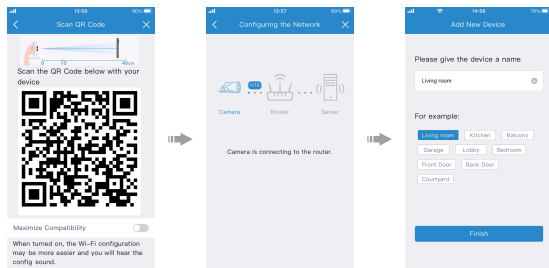 13:56
90%
Scan QR Code
0 10 40cm
Scan the QR Code below with your
device
Maximize Compatibility
When turned on, the Wi-Fi configuration
may be more easier and you will hear the
config sound.
13:57
89%
Configuring the Network
Camera Router Server
Camera is connecting to the router.
14:06
76%
Add New Device
Please give the device a name
Living room
For example:
Living room Kitchen Balcony
Garage Lobby Bedroom
Front Door Back Door
Courtyard
Finish